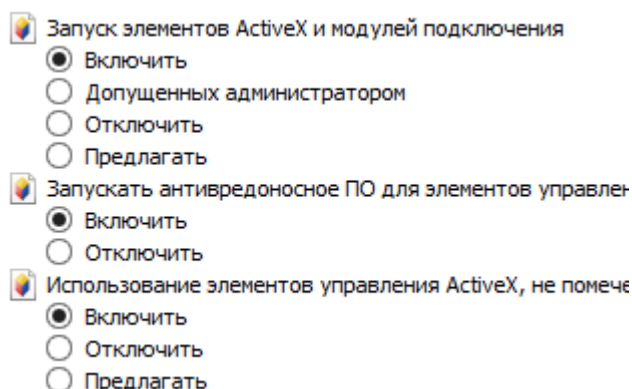 Запуск элементов ActiveX и модулей подключения
Включить
Допущенных администратором
Отключить
Предлагать
Запускать антивредоносное ПО для элементов управлен
Включить
Отключить
Использование элементов управления ActiveX, не помече
Включить
Отключить
Предлагать